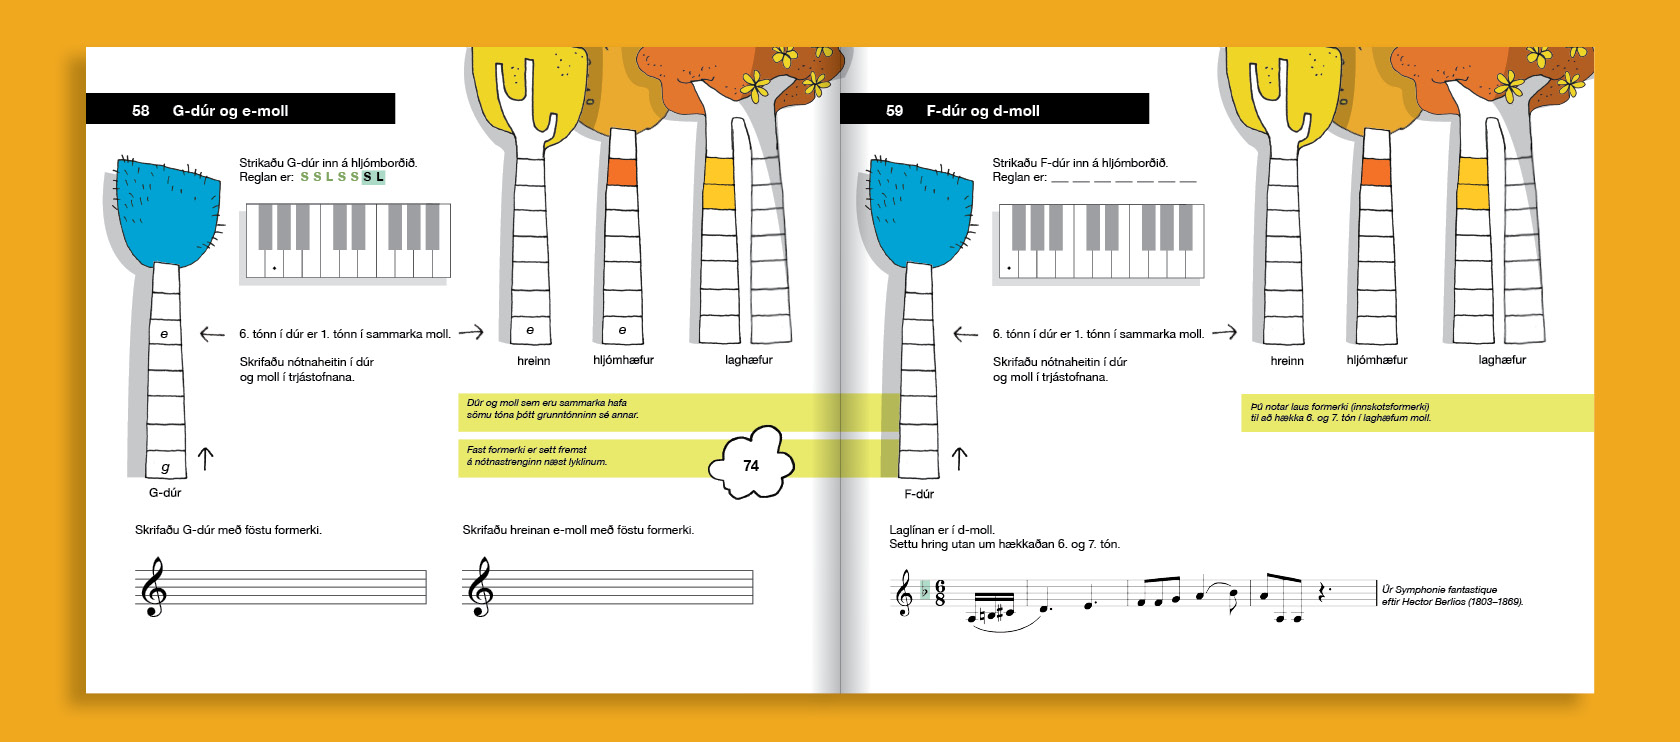 58 G-dúr og e-moll
Strikaðu G-dúr inn á hljómborðið.
Reglan er: S S L S S S L
e
6. tónn í dúr er 1. tónn í sammarka moll.
e
e
hreinn
hljómhæfur
laghæfur
Skrifaðu nótnaheitin í dúr
og moll í trjástofnana.
Dúr og moll sem eru sammarka hafa
sömu tóna þótt grunntónninn sé annar.
Fast formerki er sett fremst
á nótnastrenginn næst lyklinum.
74
g
G-dúr
Skrifaðu G-dúr með föstu formerki.
Skrifaðu hreinan e-moll með föstu formerki.
59 F-dúr og d-moll
Strikaðu F-dúr inn á hljómborðið.
Reglan er: __ __ __ __ __ __ __
6. tónn í dúr er 1. tónn í sammarka moll.
hreinn
hljómhæfur
laghæfur
Skrifaðu nótnaheitin í dúr
og moll í trjástofnana.
Þú notar laus formerki (innskotsformerki)
til að hækka 6. og 7. tón í laghæfum moll.
F-dúr
Laglínan er í d-moll.
Settu hring utan um hækkaðan 6. og 7. tón.
6
8
Úr Symphonie fantastique
eftir Hector Berlios (1803–1869).